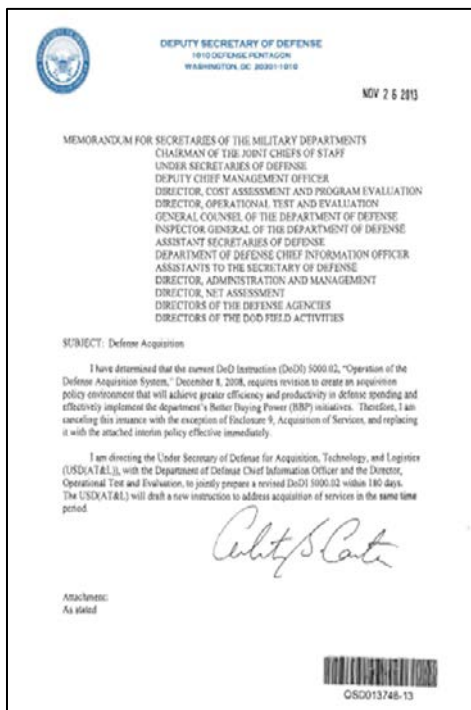 DEPUTY SECRETARY OF DEFENSE
1010 DEFENSE PENTAGON
WASHINGTON, DC 20301-1010
NOV 26 2013
MEMORANDUM FOR SECRETARIES OF THE MILITARY DEPARTMENTS
CHAIRMAN OF THE JOINT CHIEFS OF STAFF
UNDER SECRETARIES OF DEFENSE
DEPUTY CHIEF MANAGEMENT OFFICER
DIRECTOR, COST ASSESSMENT AND PROGRAM EVALUATION
DIRECTOR, OPERATIONAL TEST AND EVALUATION
GENERAL COUNSEL OF THE DEPARTMENT OF DEFENSE
INSPECTOR GENERAL OF THE DEPARTMENT OF DEFENSE
ASSISTANT SECRETARIES OF DEFENSE
DEPARTMENT OF DEFENSE CHIEF INFORMATION OFFICER
ASSISTANTS TO THE SECRETARY OF DEFENSE
DIRECTOR, ADMINISTRATION AND MANAGEMENT
DIRECTOR, NET ASSESSMENT
DIRECTORS OF THE DEFENSE AGENCIES
DIRECTORS OF THE DOD FIELD ACTIVITIES
SUBJECT: Defense Acquisition
I have determined that the current DoD Instruction (DoDI) 5000.02, "Operation of the
Defense Acquisition System," December 8, 2008, requires revision to create an acquisition
policy environment that will achieve greater efficiency and productivity in defense spending and
effectively implement the department's Better Buying Power (BBP) initiatives. Therefore, I am
canceling this issuance with the exception of Enclosure 9, Acquisition of Services, and replacing
it with the attached interim policy effective immediately.
I am directing the Under Secretary of Defense for Acquisition, Technology, and Logistics
(USD(AT&L)), with the Department of Defense Chief Information Officer and the Director,
Operational Test and Evaluation, to jointly prepare a revised DoDI 5000.02 within 180 days.
The USD(AT&L) will draft a new instruction to address acquisition of services in the same time
period.
Attachment:
As stated
OSD013746-13